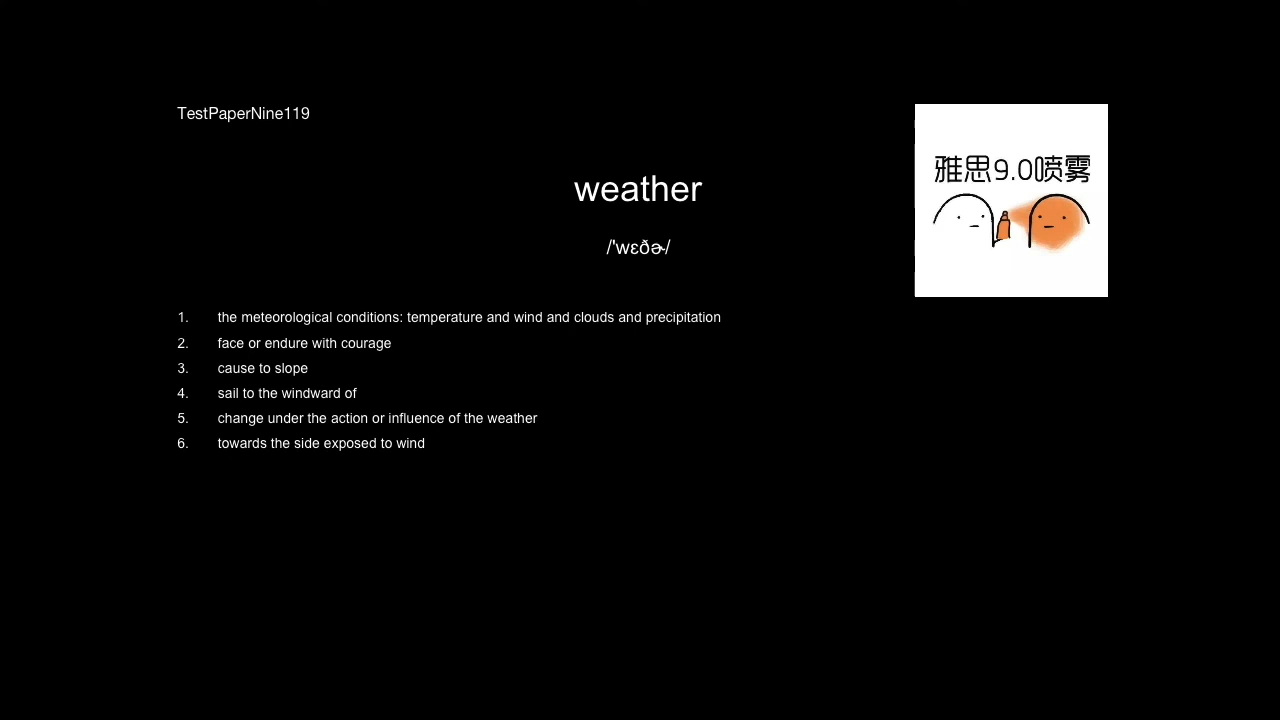 TestPaperNine119
雅思9.0喷雾
weather
/'wɛðɚ/
1. the meteorological conditions: temperature and wind and clouds and precipitation
2. face or endure with courage
3. cause to slope
4. sail to the windward of
5. change under the action or influence of the weather
6. towards the side exposed to wind